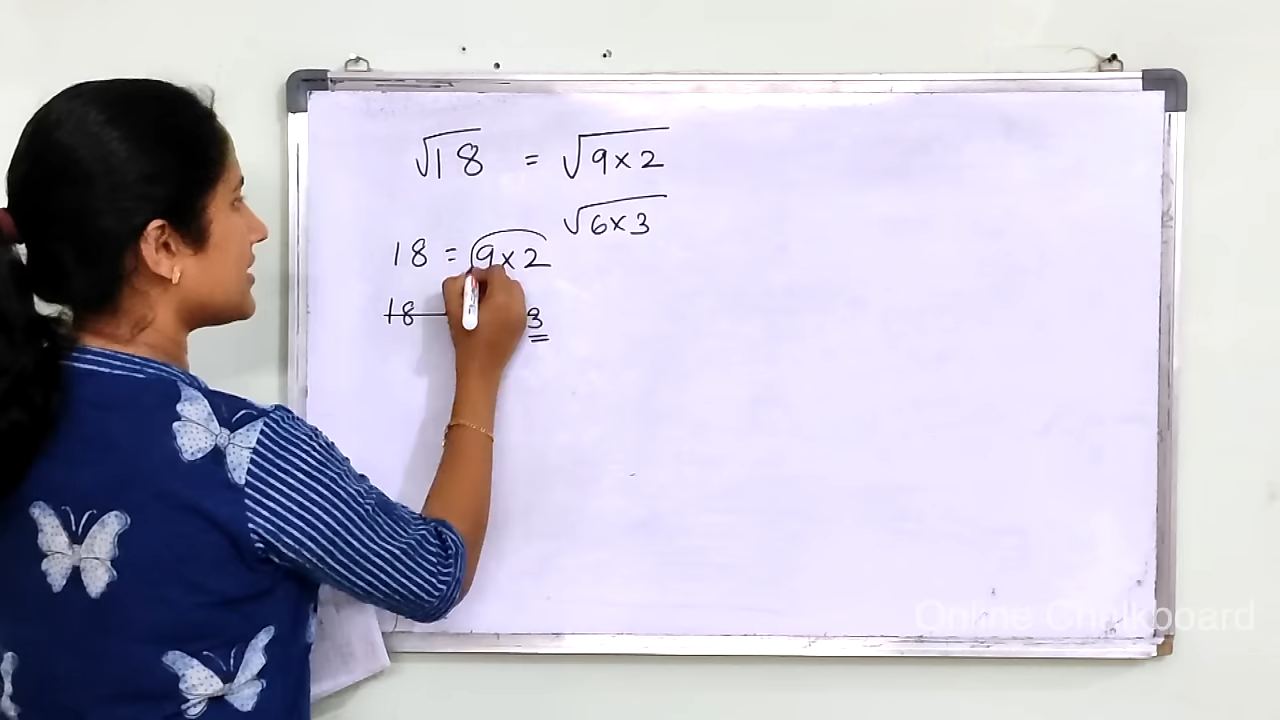 √18 = √9×2
√6×3
18 = 9×2
18 3
Online Chalkboard